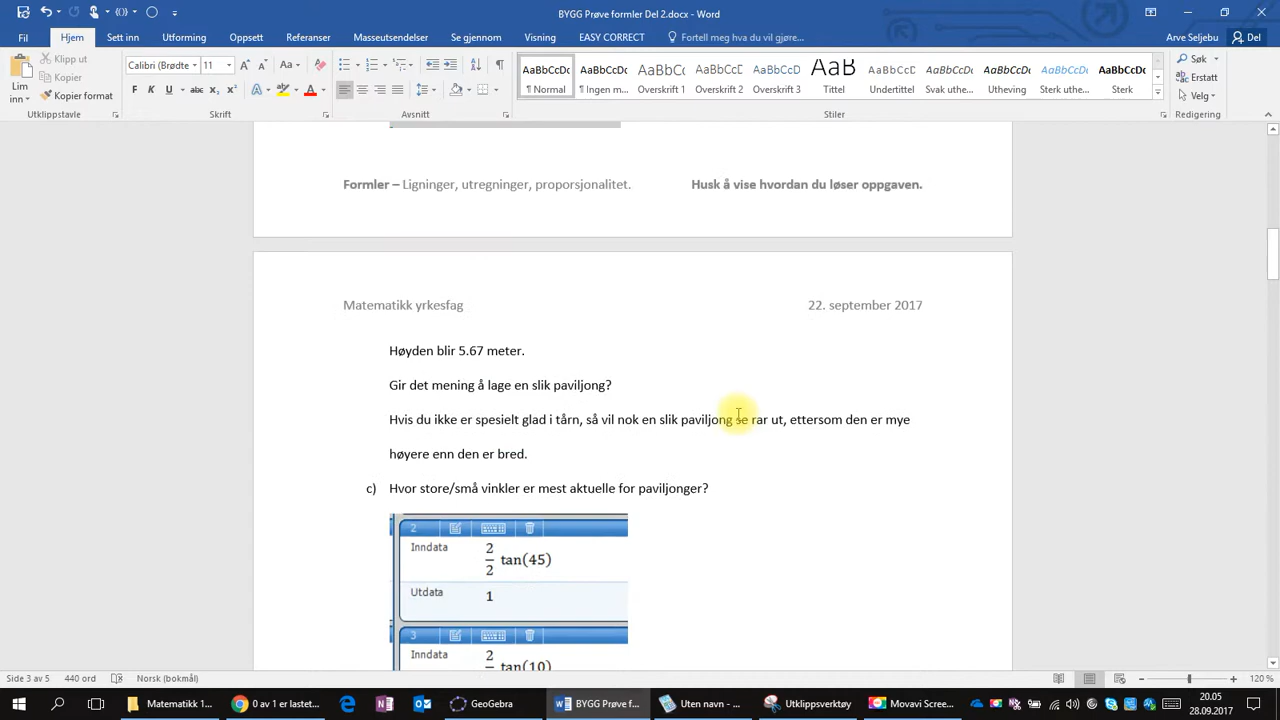 BYGG Prøve formler Del 2.docx - Word
Fil Hjem Sett inn Utforming Oppsett Referanser Masseutsendelser Se gjennom Visning EASY CORRECT Fortell meg hva du vil gjøre... Arve Seljebu Del
Klipp ut
Kopier
Kopier format
Lim inn
Utklippstavle
Calibri (Brødte 11
Skrift
Avsnitt
AaBbCcDc AaBbCcDc AaBbCc AaBbCcD AaBbCcD AaB AaBbCcD AaBbCcDc AaBbCcDc AaBbCcDc AaBbCcDc
¶ Normal ¶ Ingen m... Overskrift 1 Overskrift 2 Overskrift 3 Tittel Undertittel Svak uthe... Utheving Sterk uthe... Sterk
Stiler
Søk
Erstatt
Velg
Redigering
Formler – Ligninger, utregninger, proporsjonalitet. Husk å vise hvordan du løser oppgaven.
Matematikk yrkesfag 22. september 2017
Høyden blir 5.67 meter.
Gir det mening å lage en slik paviljong?
Hvis du ikke er spesielt glad i tårn, så vil nok en slik paviljong se rar ut, ettersom den er mye
høyere enn den er bred.
c) Hvor store/små vinkler er mest aktuelle for paviljonger?
2
Inndata 2/2 tan(45)
Utdata 1
3
Inndata 2 tan(10)
Side 3 av 5 440 ord Norsk (bokmål) 120 %
Matematikk 1... 0 av 1 er lastet... GeoGebra BYGG Prøve f... Uten navn - ... Utklippsverktøy Movavi Scree... 20.05
28.09.2017